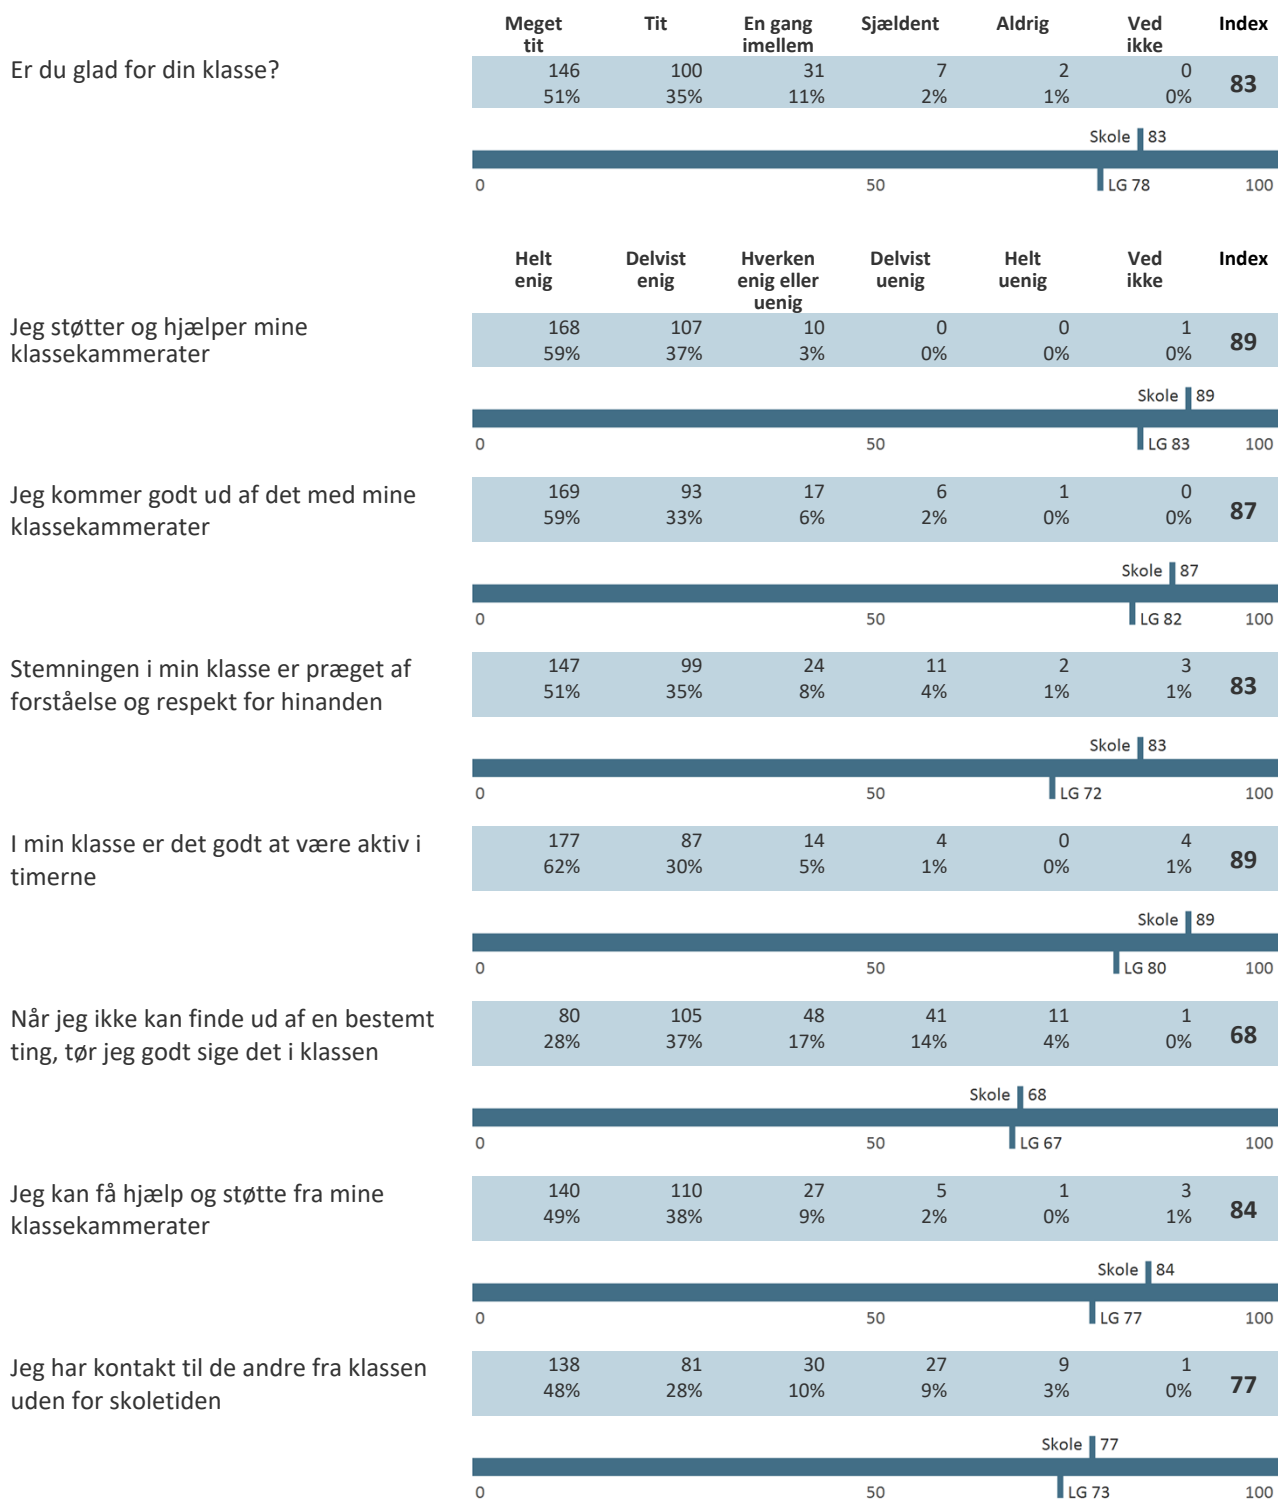 Meget Tit En gang Sjældent Aldrig Ved Index
tit imellem ikke
Er du glad for din klasse?
146 100 31 7 2 0 83
51% 35% 11% 2% 1% 0%
Skole 83
0 50 LG 78 100
Helt Delvist Hverken Delvist Helt Ved Index
enig enig enig eller uenig uenig ikke
uenig
Jeg støtter og hjælper mine
klassekammerater
168 107 10 0 0 1 89
59% 37% 3% 0% 0% 0%
Skole 89
0 50 LG 83 100
Jeg kommer godt ud af det med mine
klassekammerater
169 93 17 6 1 0 87
59% 33% 6% 2% 0% 0%
Skole 87
0 50 LG 82 100
Stemningen i min klasse er præget af
forståelse og respekt for hinanden
147 99 24 11 2 3 83
51% 35% 8% 4% 1% 1%
Skole 83
0 50 LG 72 100
I min klasse er det godt at være aktiv i
timerne
177 87 14 4 0 4 89
62% 30% 5% 1% 0% 1%
Skole 89
0 50 LG 80 100
Når jeg ikke kan finde ud af en bestemt
ting, tør jeg godt sige det i klassen
80 105 48 41 11 1 68
28% 37% 17% 14% 4% 0%
Skole 68
0 50 LG 67 100
Jeg kan få hjælp og støtte fra mine
klassekammerater
140 110 27 5 1 3 84
49% 38% 9% 2% 0% 1%
Skole 84
0 50 LG 77 100
Jeg har kontakt til de andre fra klassen
uden for skoletiden
138 81 30 27 9 1 77
48% 28% 10% 9% 3% 0%
Skole 77
0 50 LG 73 100